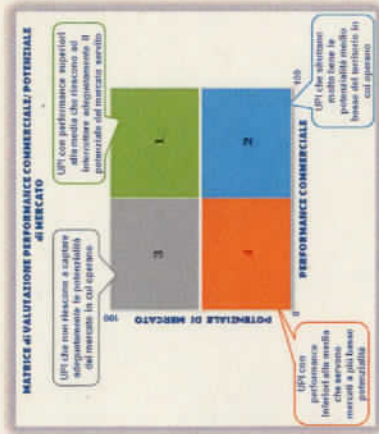 MATRICE di VALUTAZIONE PERFORMANCE COMMERCIALE/ POTENZIALE
di MERCATO
UPI che non riescono a captare
adeguatamente le potenzialità
del mercato in cui operano
UPI con performance superiori
alla media che riescono ad
intercettare adeguatamente il
potenziale del mercato servito
100
POTENZIALE DI MERCATO
3
1
2
0
PERFORMANCE COMMERCIALE
100
UPI con
performance
inferiori alla media
che servono
mercati a più basso
potenzialità
UPI che sfruttano
molto bene le
potenzialità medio
basse del territorio in
cui operano